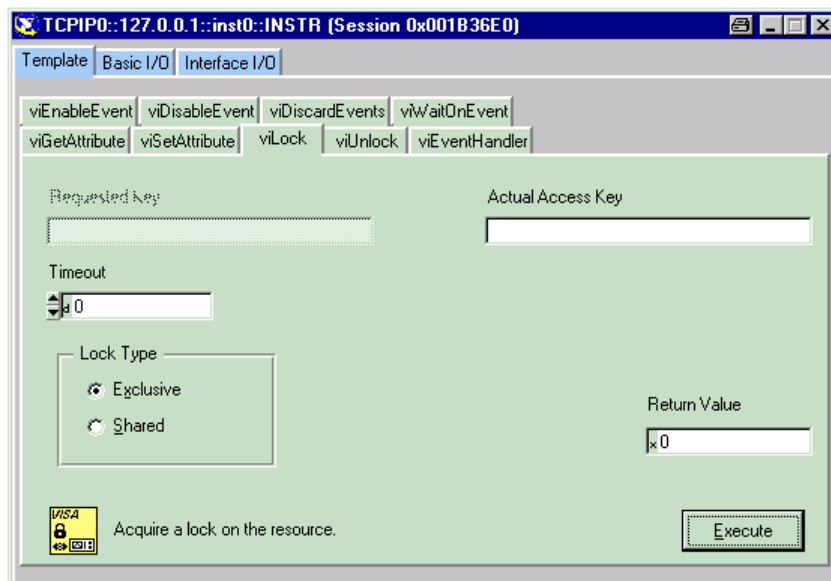 TCPIP0::127.0.0.1::inst0::INSTR (Session 0x001B36E0)
Template Basic I/O Interface I/O
viEnableEvent viDisableEvent viDiscardEvents viWaitOnEvent
viGetAttribute viSetAttribute viLock viUnlock viEventHandler
Requested Key Actual Access Key
Timeout
d 0
Lock Type
Exclusive
Shared
Return Value
x 0
VISA
Acquire a lock on the resource.
Execute